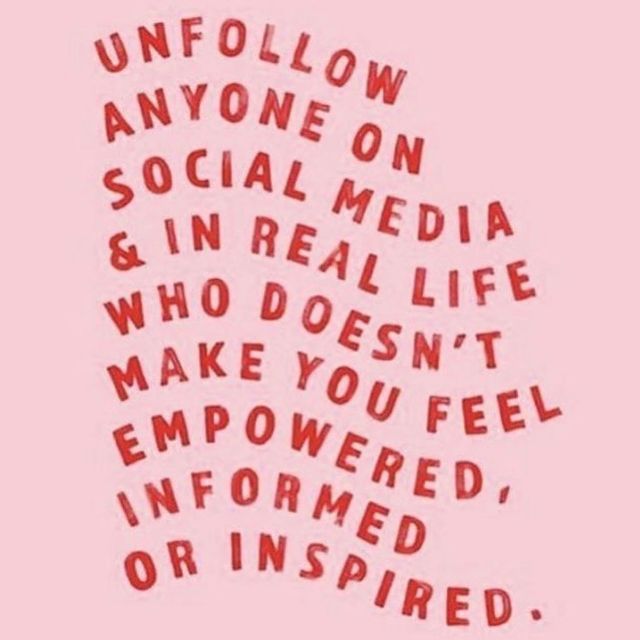 UNFOLLOW
ANYONE ON
SOCIAL MEDIA
& IN REAL LIFE
WHO DOESN'T
MAKE YOU FEEL
EMPOWERED,
INFORMED
OR INSPIRED.